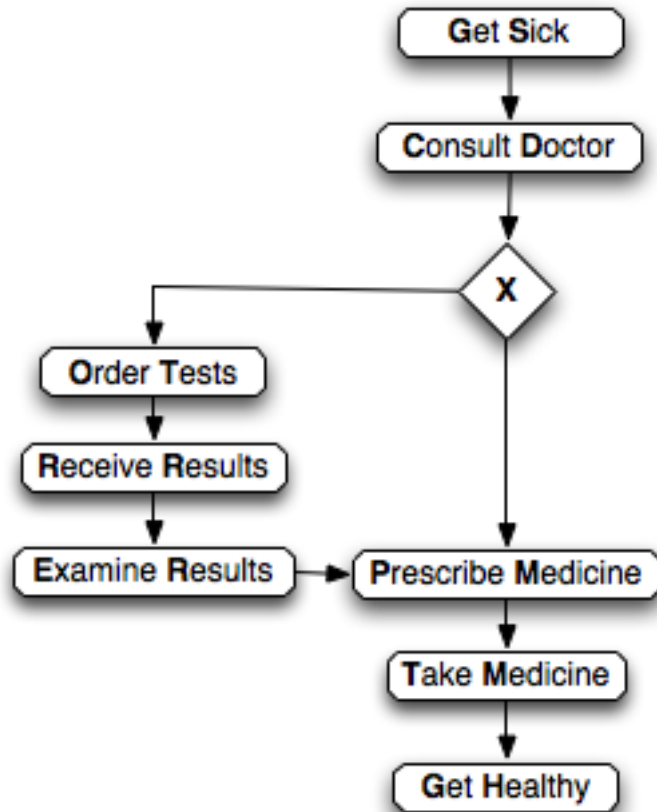 Get Sick
Consult Doctor
X
Order Tests
Receive Results
Examine Results
Prescribe Medicine
Take Medicine
Get Healthy